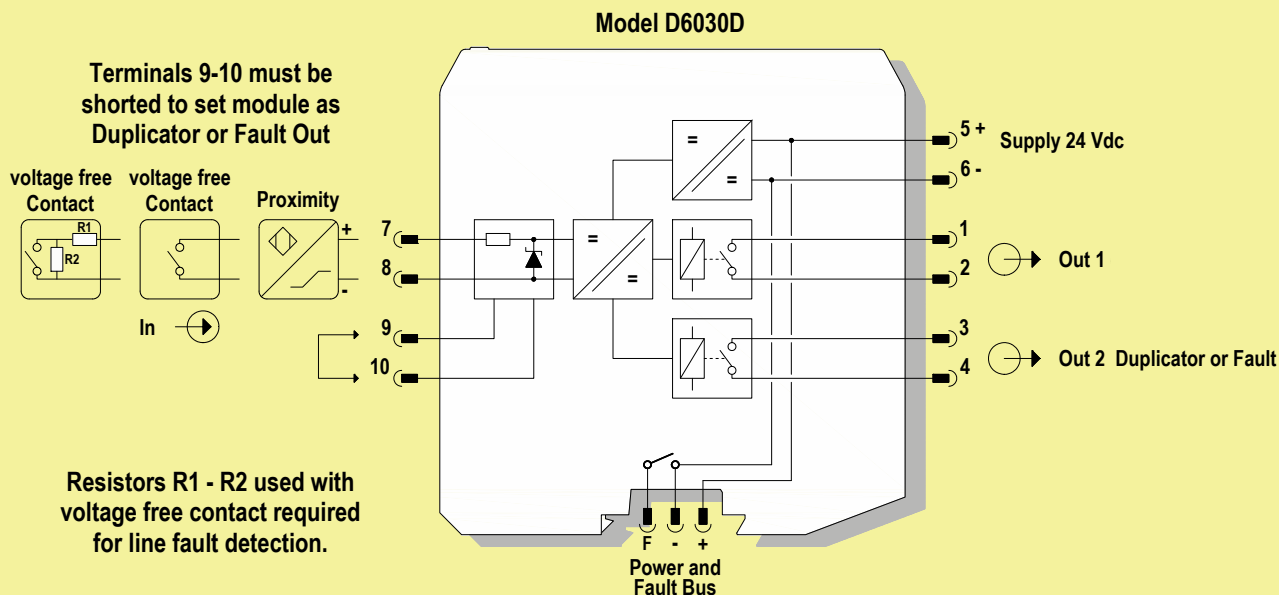 Model D6030D
Terminals 9-10 must be
shorted to set module as
Duplicator or Fault Out
voltage free
Contact
voltage free
Contact
Proximity
R1
R2
+
-
In
7
8
9
10
=
=
=
=
5 +
Supply 24 Vdc
6 -
1
2
Out 1
3
4
Out 2 Duplicator or Fault
Resistors R1 - R2 used with
voltage free contact required
for line fault detection.
F - +
Power and
Fault Bus